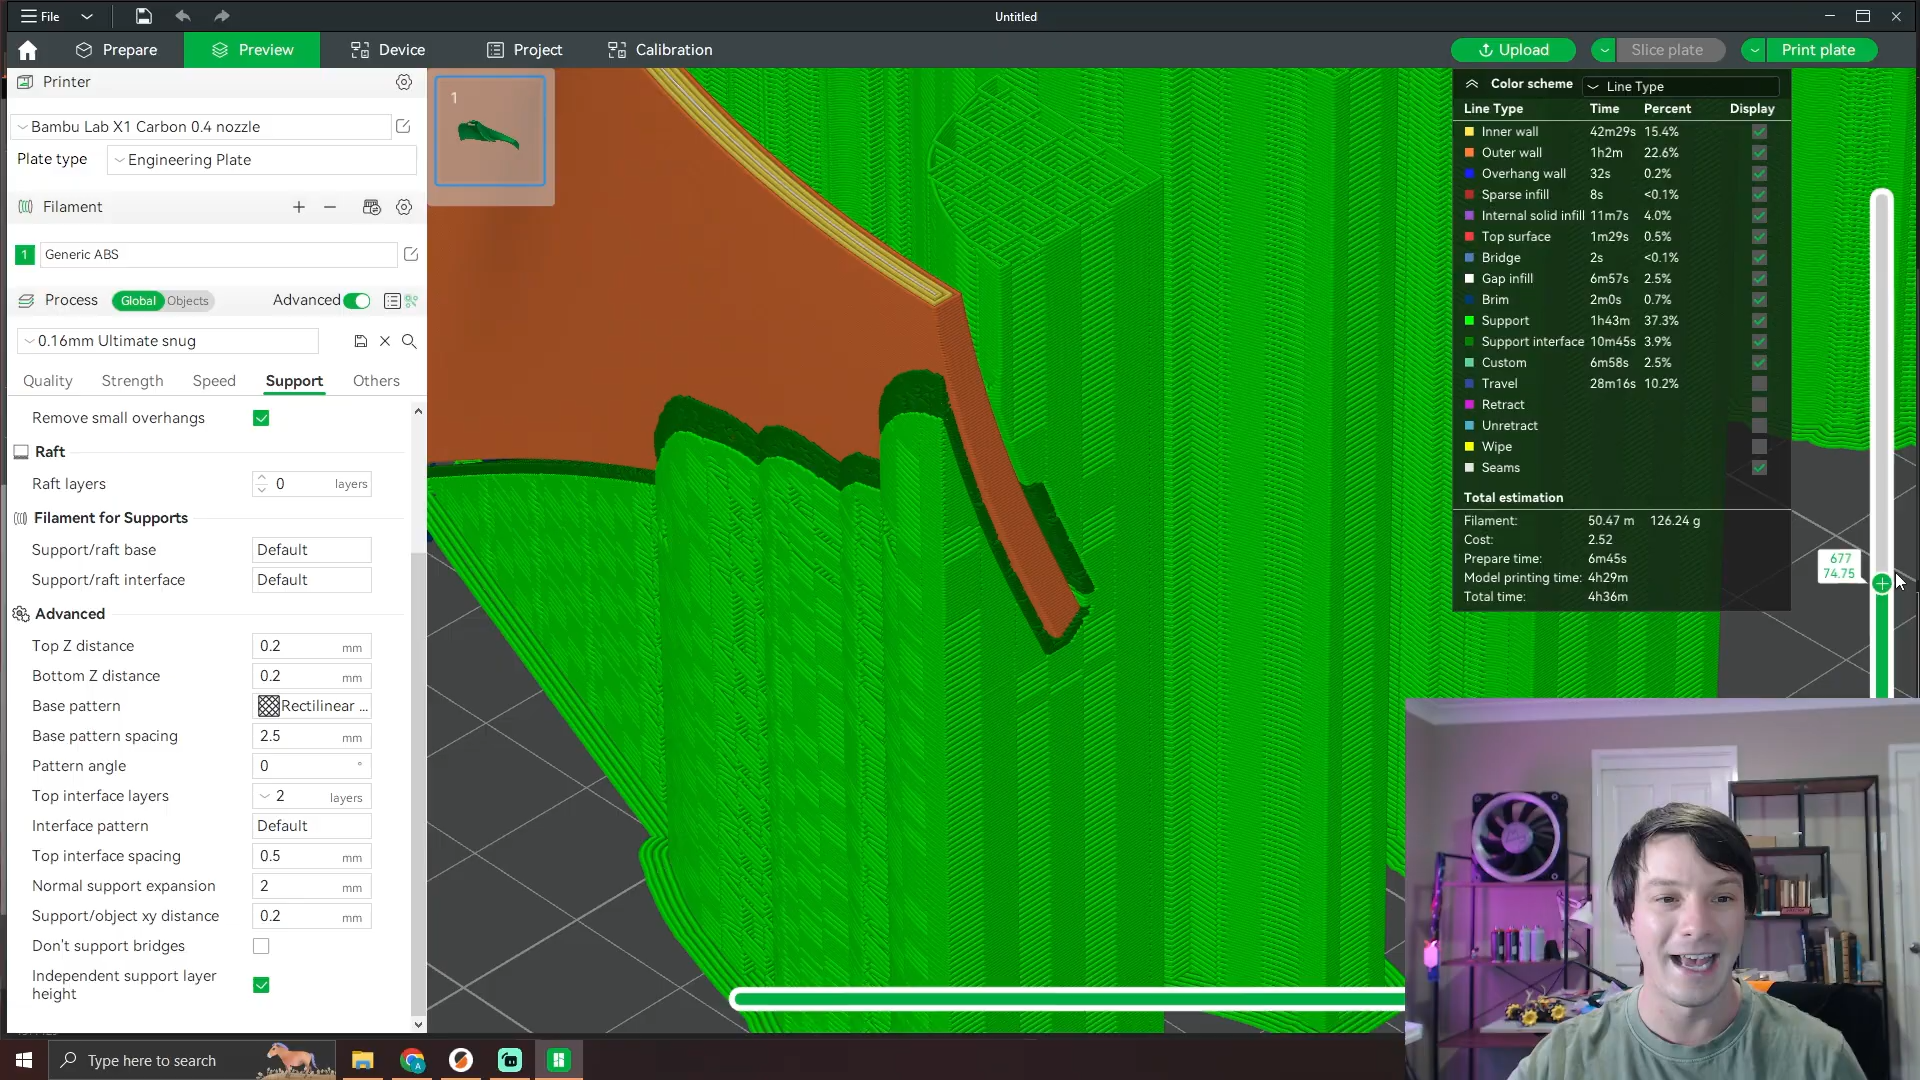 File
Untitled
Prepare
Preview
Device
Project
Calibration
Upload
Slice plate
Print plate
Printer
Bambu Lab X1 Carbon 0.4 nozzle
Plate type
Engineering Plate
Filament
1
Generic ABS
Process
Global
Objects
Advanced
0.16mm Ultimate snug
Quality
Strength
Speed
Support
Others
Remove small overhangs
Raft
Raft layers 0 layers
Filament for Supports
Support/raft base Default
Support/raft interface Default
Advanced
Top Z distance 0.2 mm
Bottom Z distance 0.2 mm
Base pattern Rectilinear ...
Base pattern spacing 2.5 mm
Pattern angle 0 °
Top interface layers 2 layers
Interface pattern Default
Top interface spacing 0.5 mm
Normal support expansion 2 mm
Support/object xy distance 0.2 mm
Don't support bridges
Independent support layer
height
1
Color scheme Line Type
Line Type Time Percent Display
Inner wall 42m29s 15.4%
Outer wall 1h2m 22.6%
Overhang wall 32s 0.2%
Sparse infill 8s <0.1%
Internal solid infill 11m7s 4.0%
Top surface 1m29s 0.5%
Bridge 2s <0.1%
Gap infill 6m57s 2.5%
Brim 2m0s 0.7%
Support 1h43m 37.3%
Support interface 10m45s 3.9%
Custom 6m58s 2.5%
Travel 28m16s 10.2%
Retract
Unretract
Wipe
Seams
Total estimation
Filament: 50.47 m 126.24 g
Cost: 2.52
Prepare time: 6m45s
Model printing time: 4h29m
Total time: 4h36m
677
74.75
Type here to search